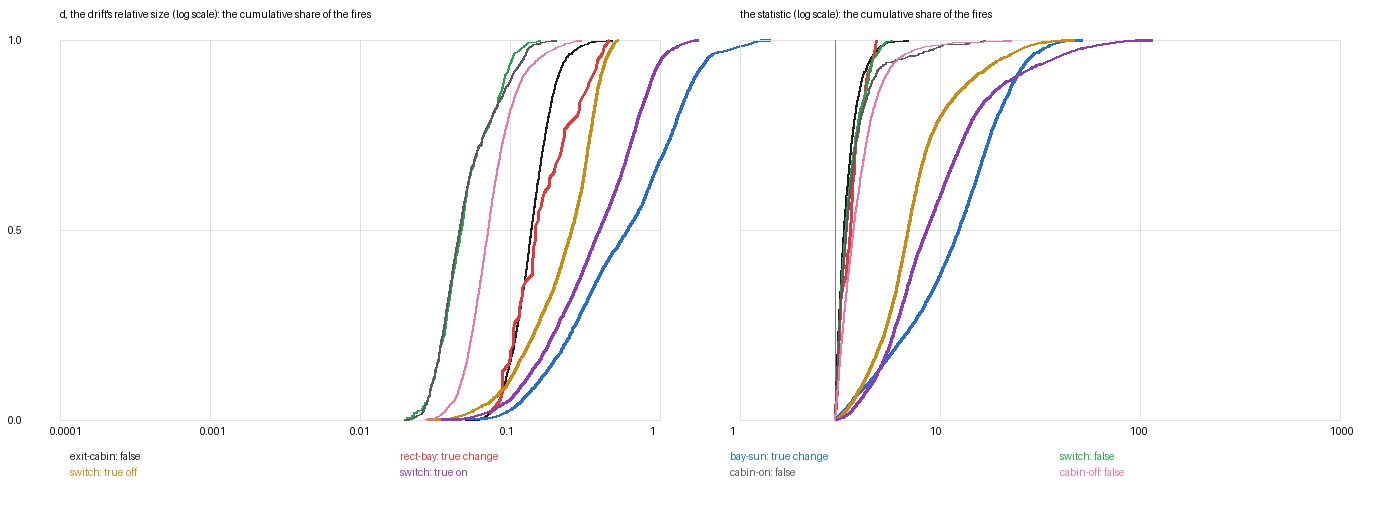 d, the drift's relative size (log scale): the cumulative share of the fires
the statistic (log scale): the cumulative share of the fires
1.0
0.5
0.0
0.0001 0.001 0.01 0.1 1 1 10 100 1000
exit-cabin: false rect-bay: true change bay-sun: true change switch: false
switch: true off switch: true on cabin-on: false cabin-off: false